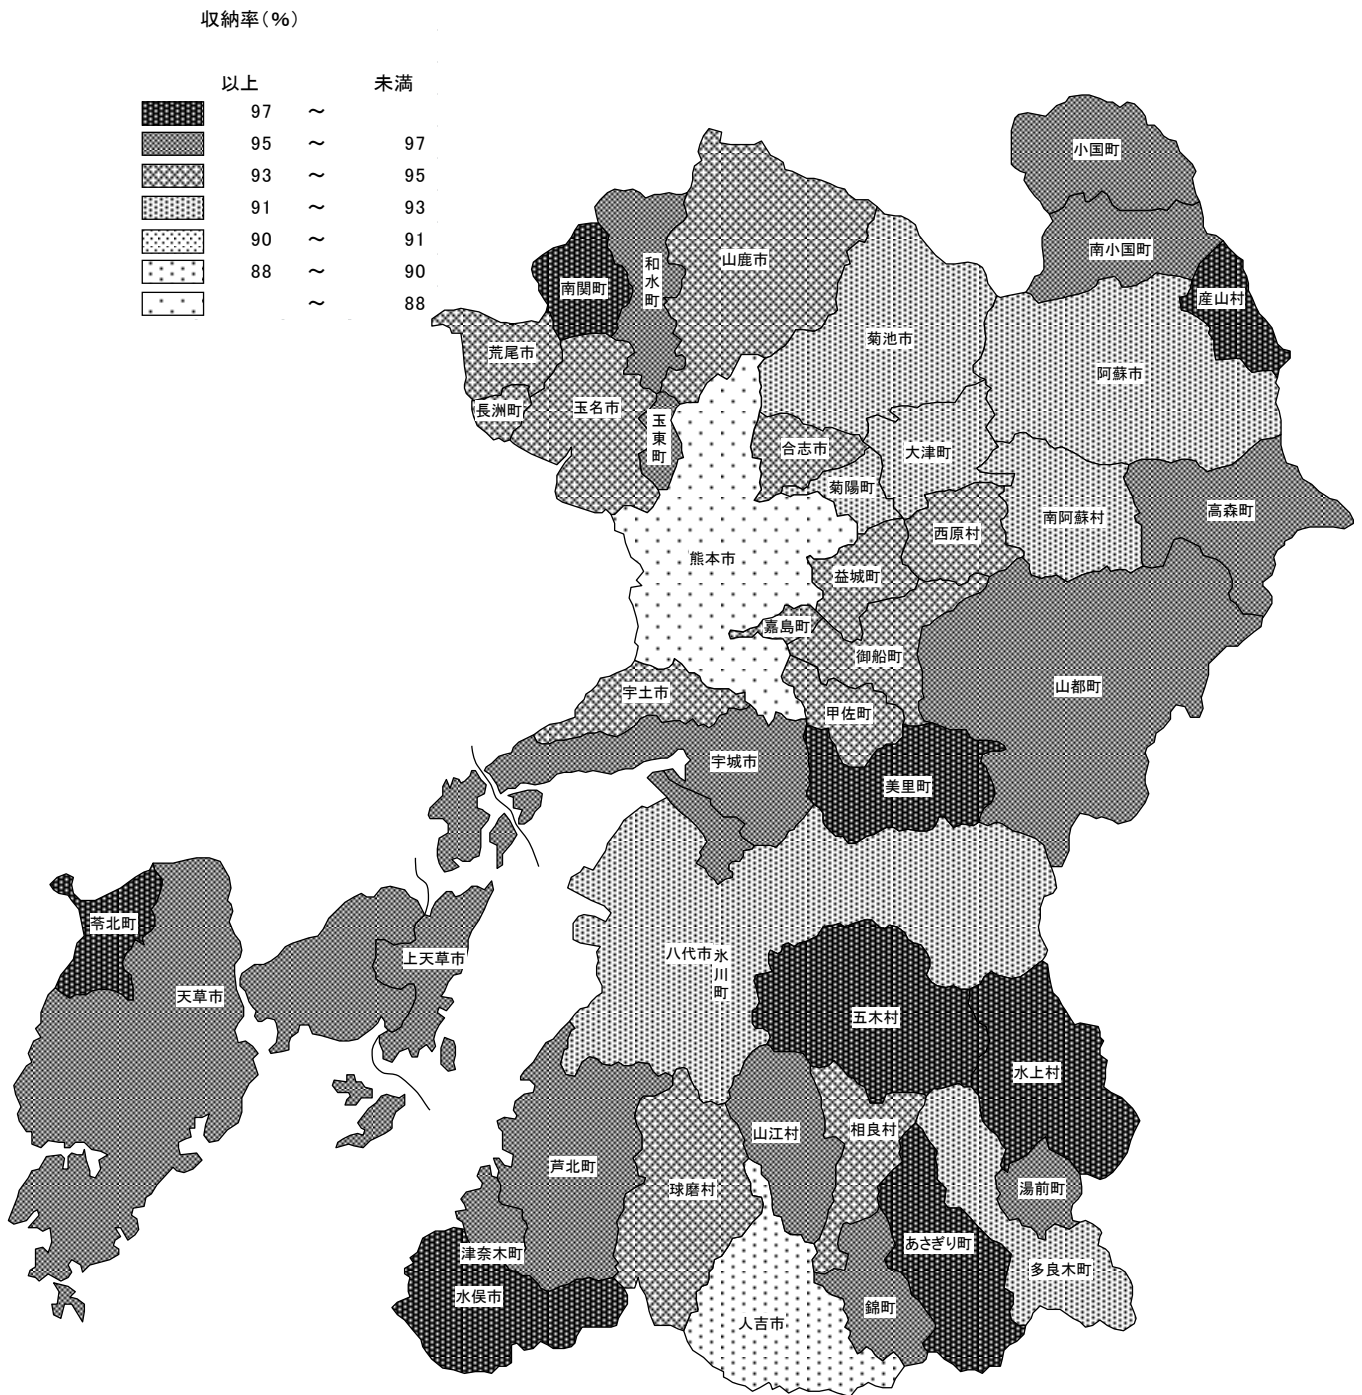 収納率(％)
以上 未満
97 ～
95 ～ 97
93 ～ 95
91 ～ 93
90 ～ 91
88 ～ 90
～ 88
小国町
南小国町
産山村
山鹿市
和水町
南関町
菊池市
荒尾市
阿蘇市
長洲町
玉名市
玉東町
合志市
大津町
菊陽町
南阿蘇村
高森町
西原村
熊本市
益城町
嘉島町
御船町
山都町
宇土市
甲佐町
宇城市
美里町
苓北町
天草市
上天草市
八代市
氷川町
五木村
水上村
山江村
相良村
芦北町
球磨村
湯前町
あさぎり町
津奈木町
多良木町
水俣市
錦町
人吉市